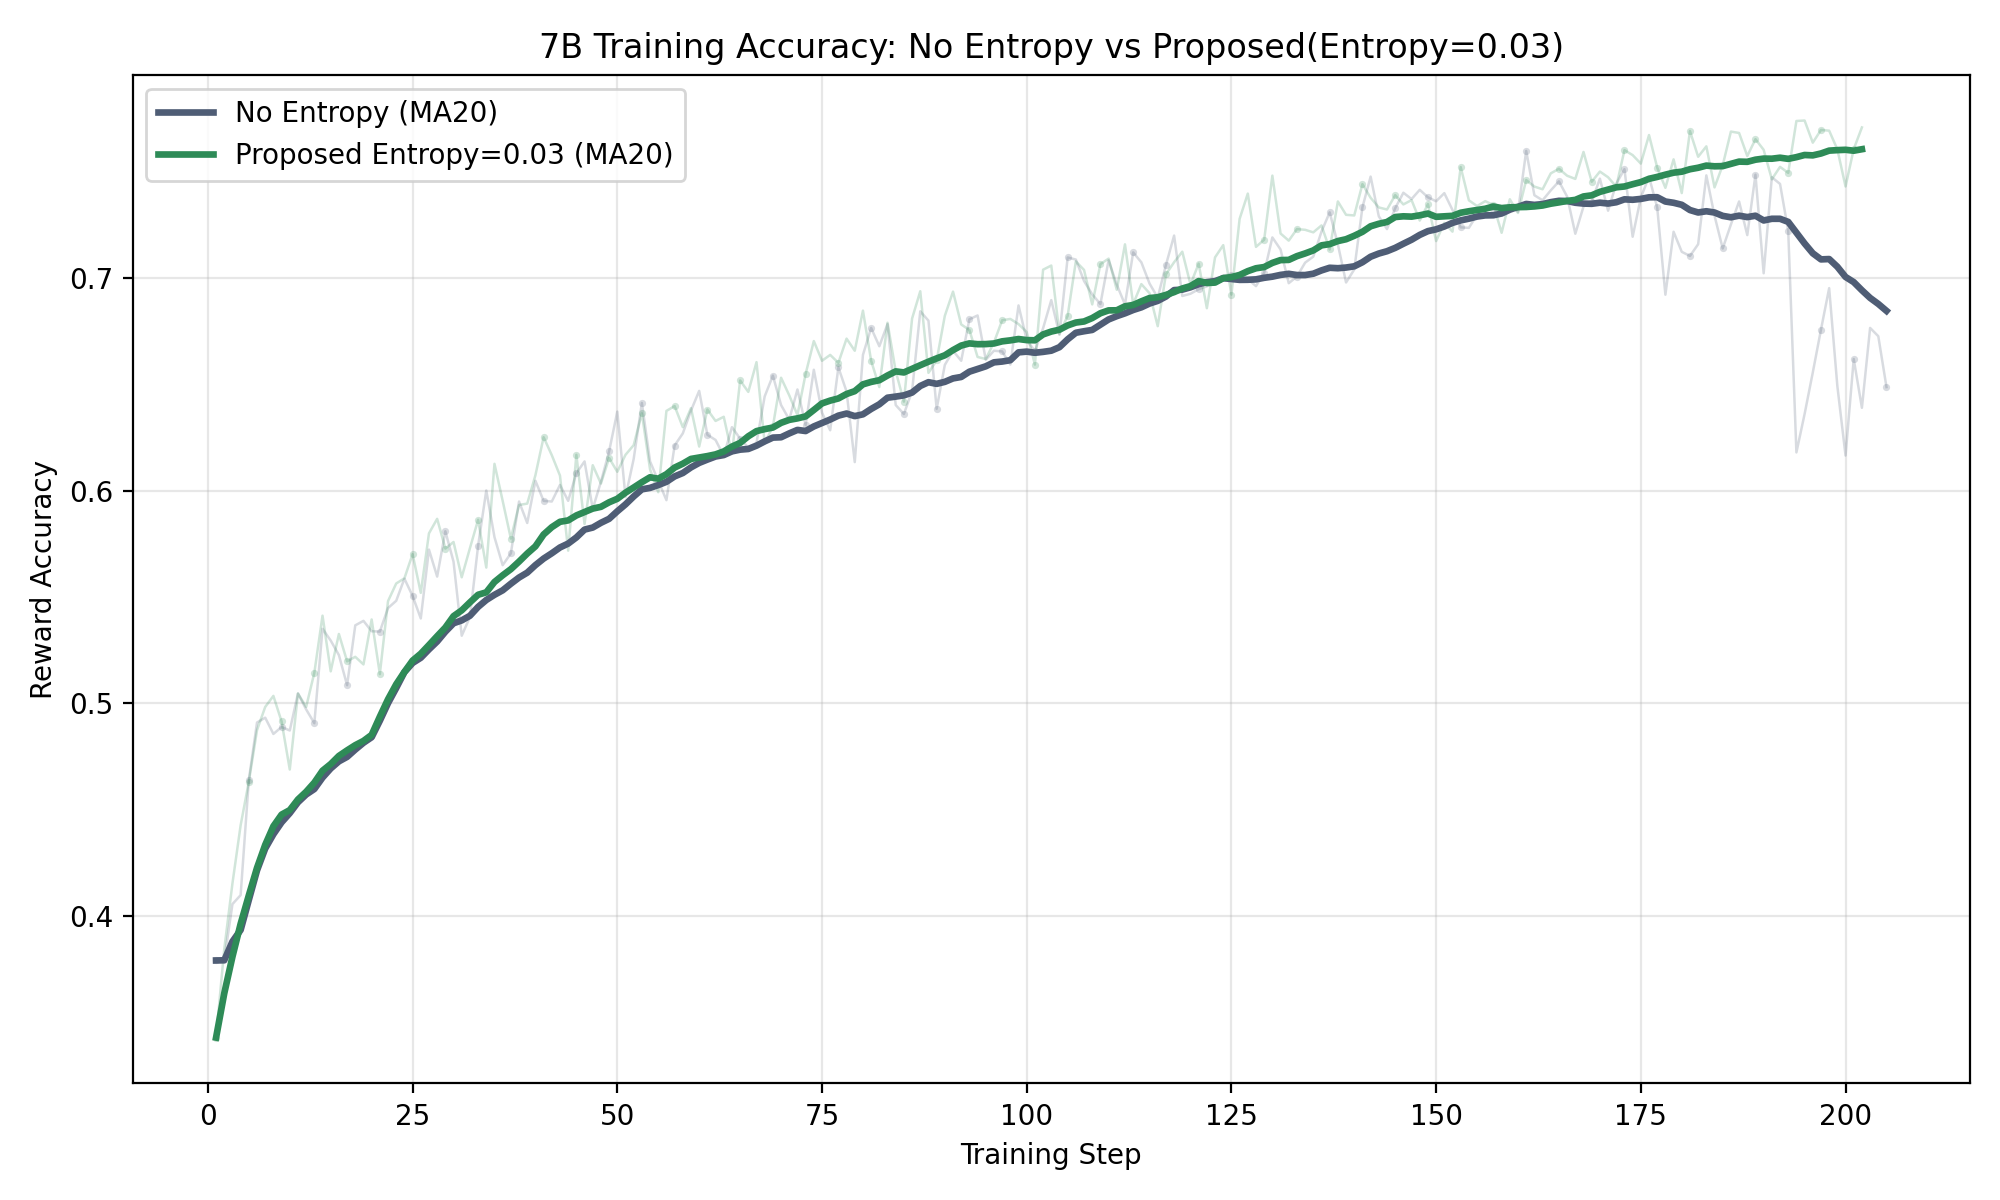 7B Training Accuracy: No Entropy vs Proposed(Entropy=0.03)
No Entropy (MA20)
Proposed Entropy=0.03 (MA20)
Reward Accuracy
0.7
0.6
0.5
0.4
0 25 50 75 100 125 150 175 200
Training Step